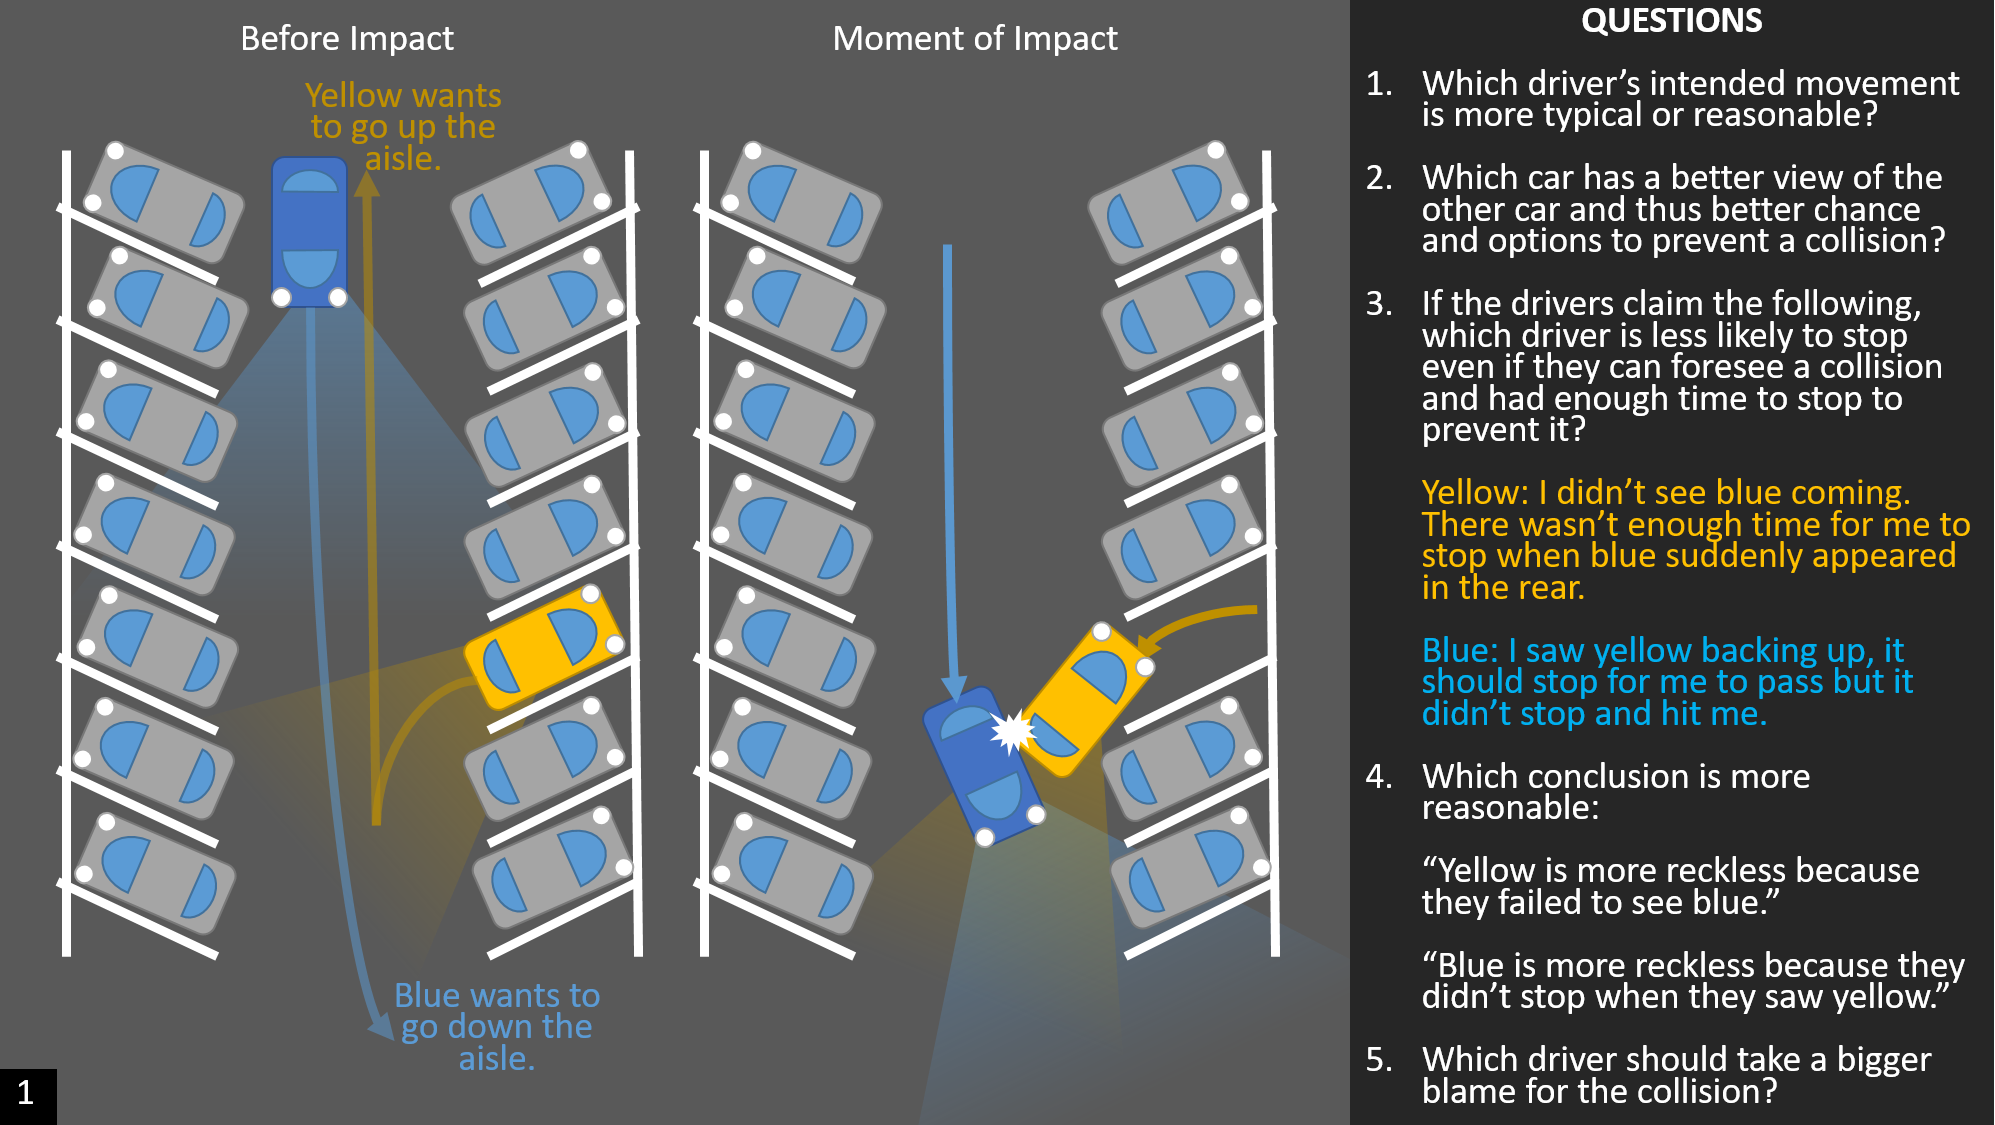 Before Impact
Moment of Impact
Yellow wants
to go up the
aisle.
Blue wants to
go down the
aisle.
1
QUESTIONS
1. Which driver’s intended movement
is more typical or reasonable?
2. Which car has a better view of the
other car and thus better chance
and options to prevent a collision?
3. If the drivers claim the following,
which driver is less likely to stop
even if they can foresee a collision
and had enough time to stop to
prevent it?
Yellow: I didn’t see blue coming.
There wasn’t enough time for me to
stop when blue suddenly appeared
in the rear.
Blue: I saw yellow backing up, it
should stop for me to pass but it
didn’t stop and hit me.
4. Which conclusion is more
reasonable:
“Yellow is more reckless because
they failed to see blue.”
“Blue is more reckless because they
didn’t stop when they saw yellow.”
5. Which driver should take a bigger
blame for the collision?